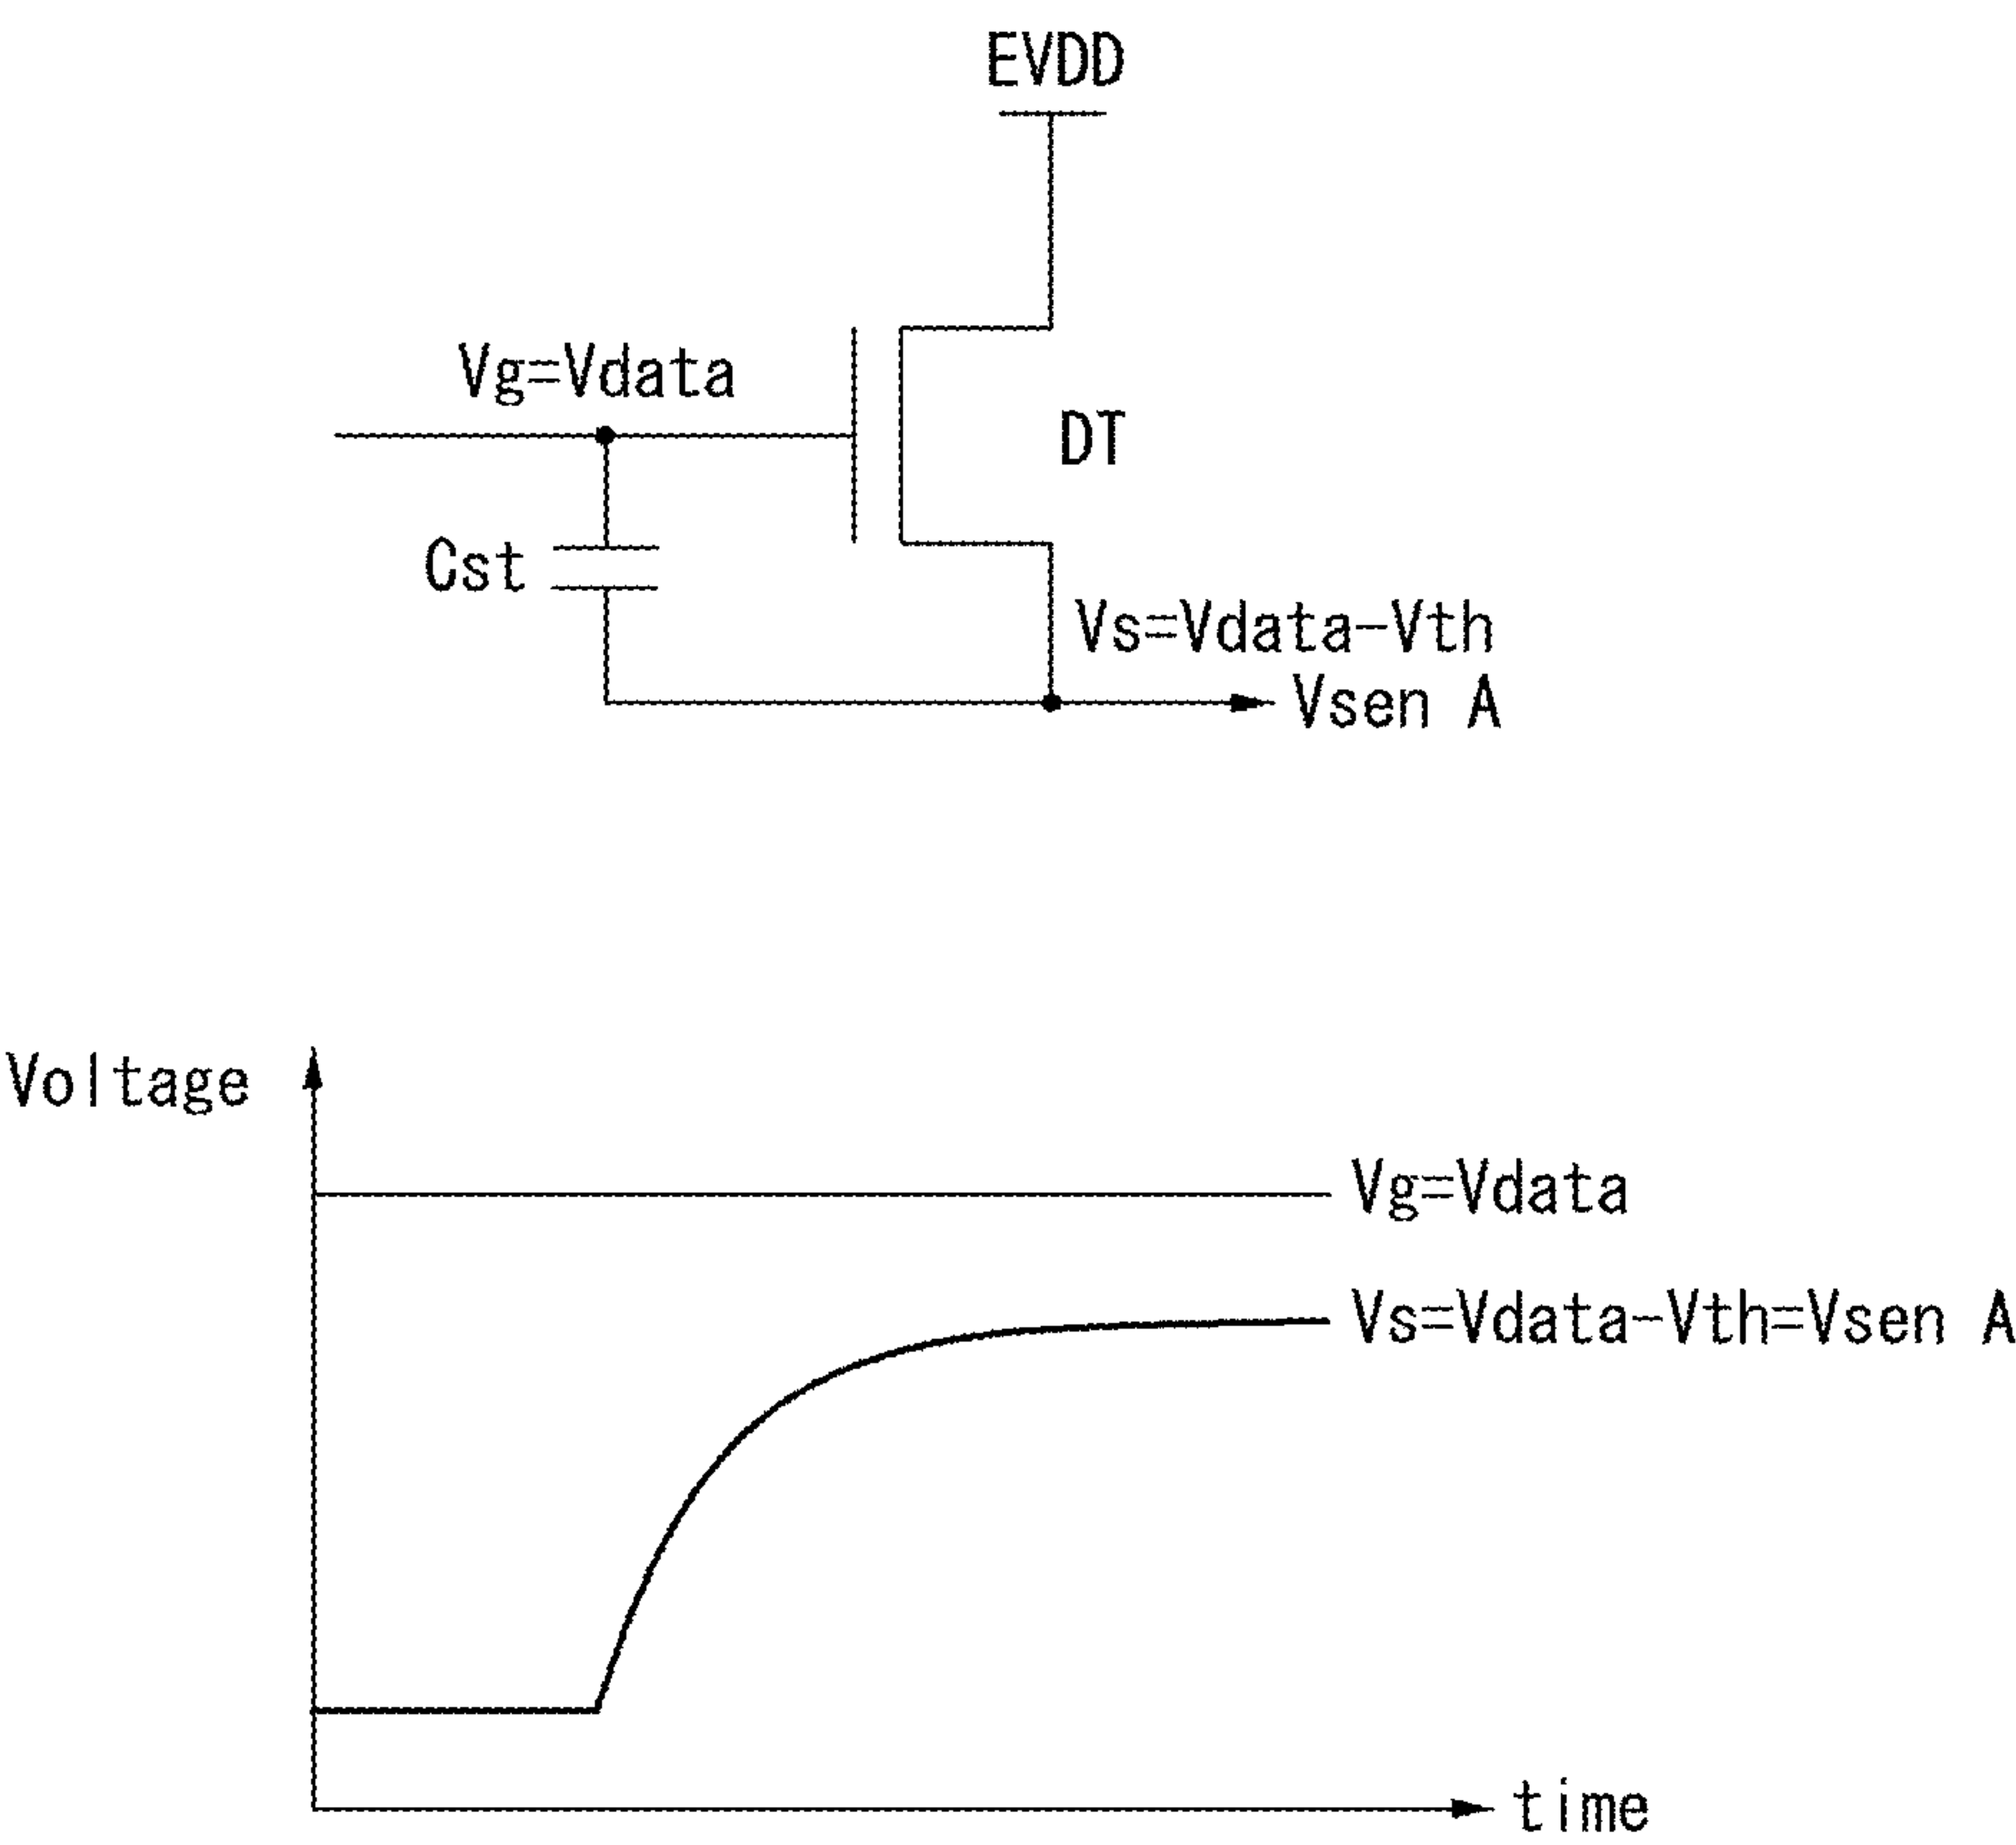 EVDD
Vg=Vdata
DT
Cst
Vs=Vdata-Vth
Vsen A
Voltage
Vg=Vdata
Vs=Vdata-Vth=Vsen A
time